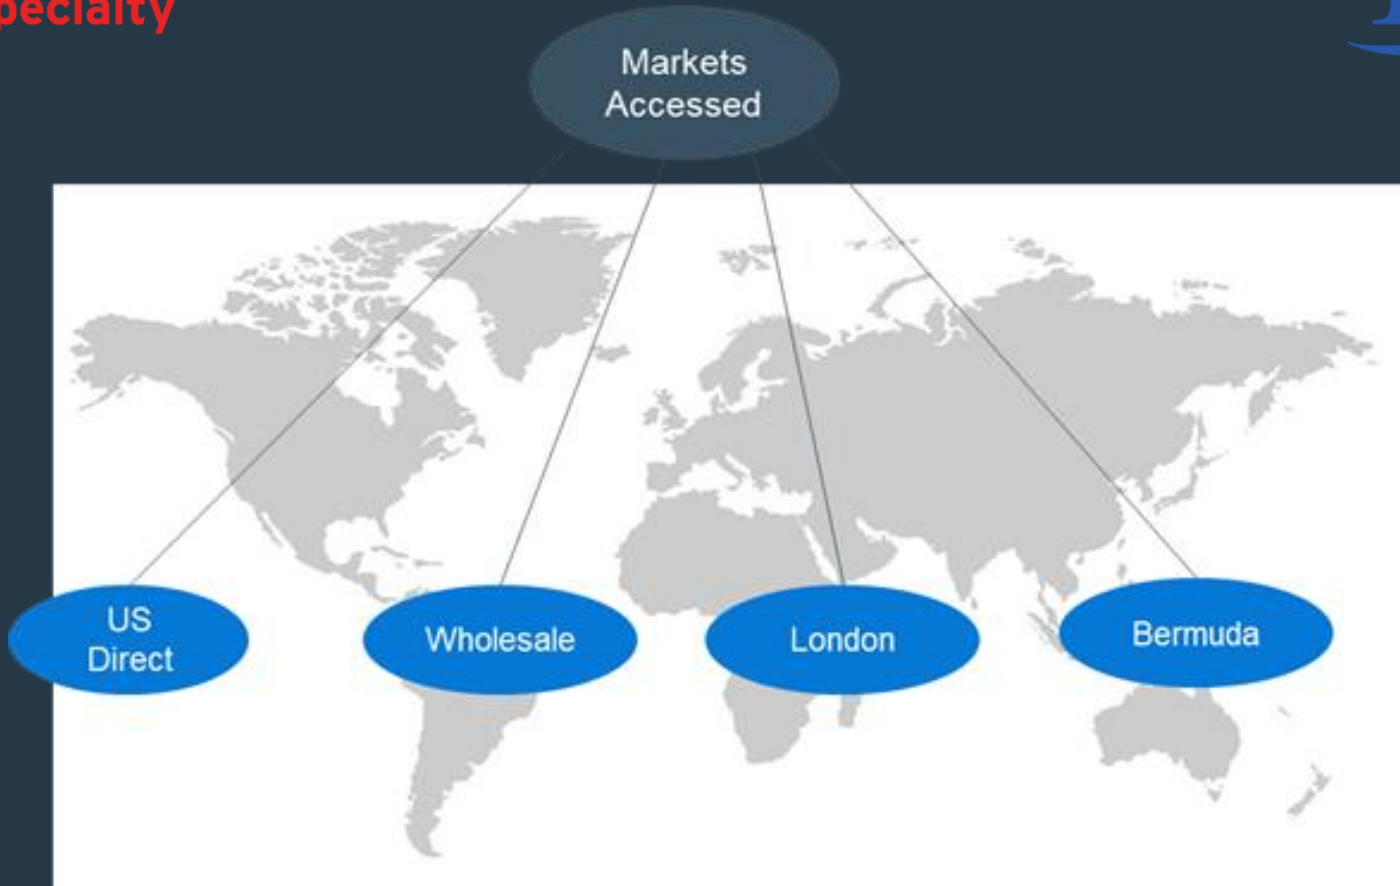 pecialty
Markets
Accessed
US
Direct
Wholesale
London
Bermuda